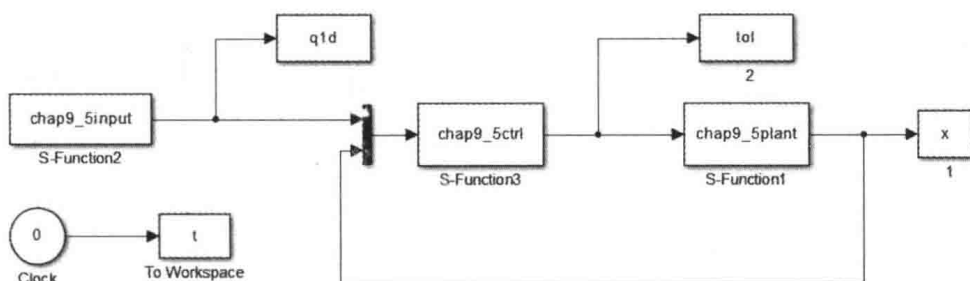 q1d
tol
2
chap9_5input
S-Function2
chap9_5ctrl
S-Function3
chap9_5plant
S-Function1
x
1
0
Clock
t
To Workspace